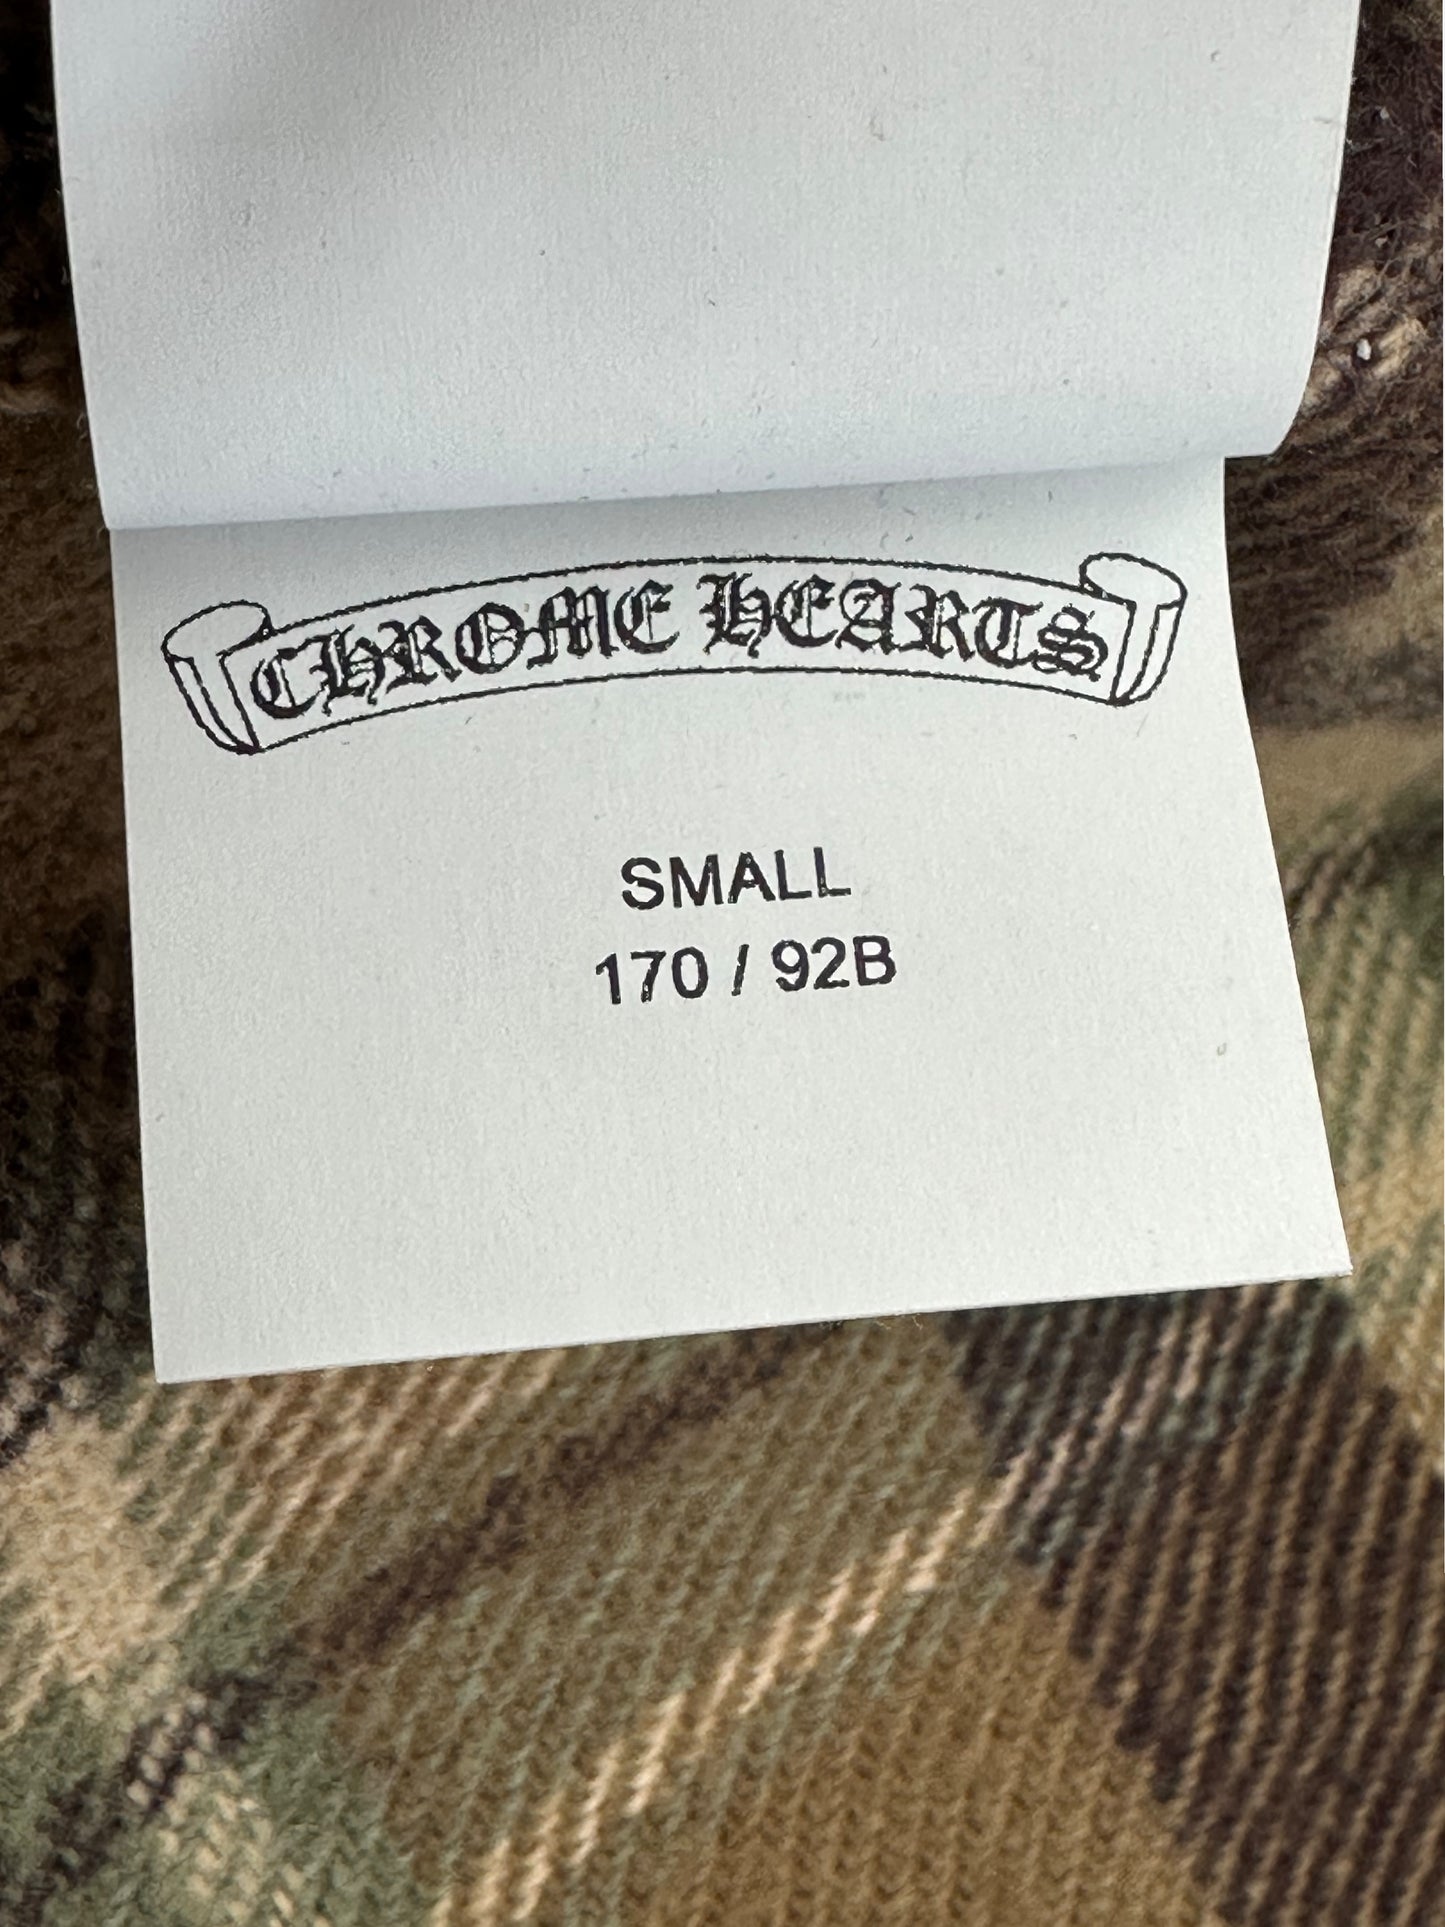 CHROME HEARTS
SMALL
170 / 92B